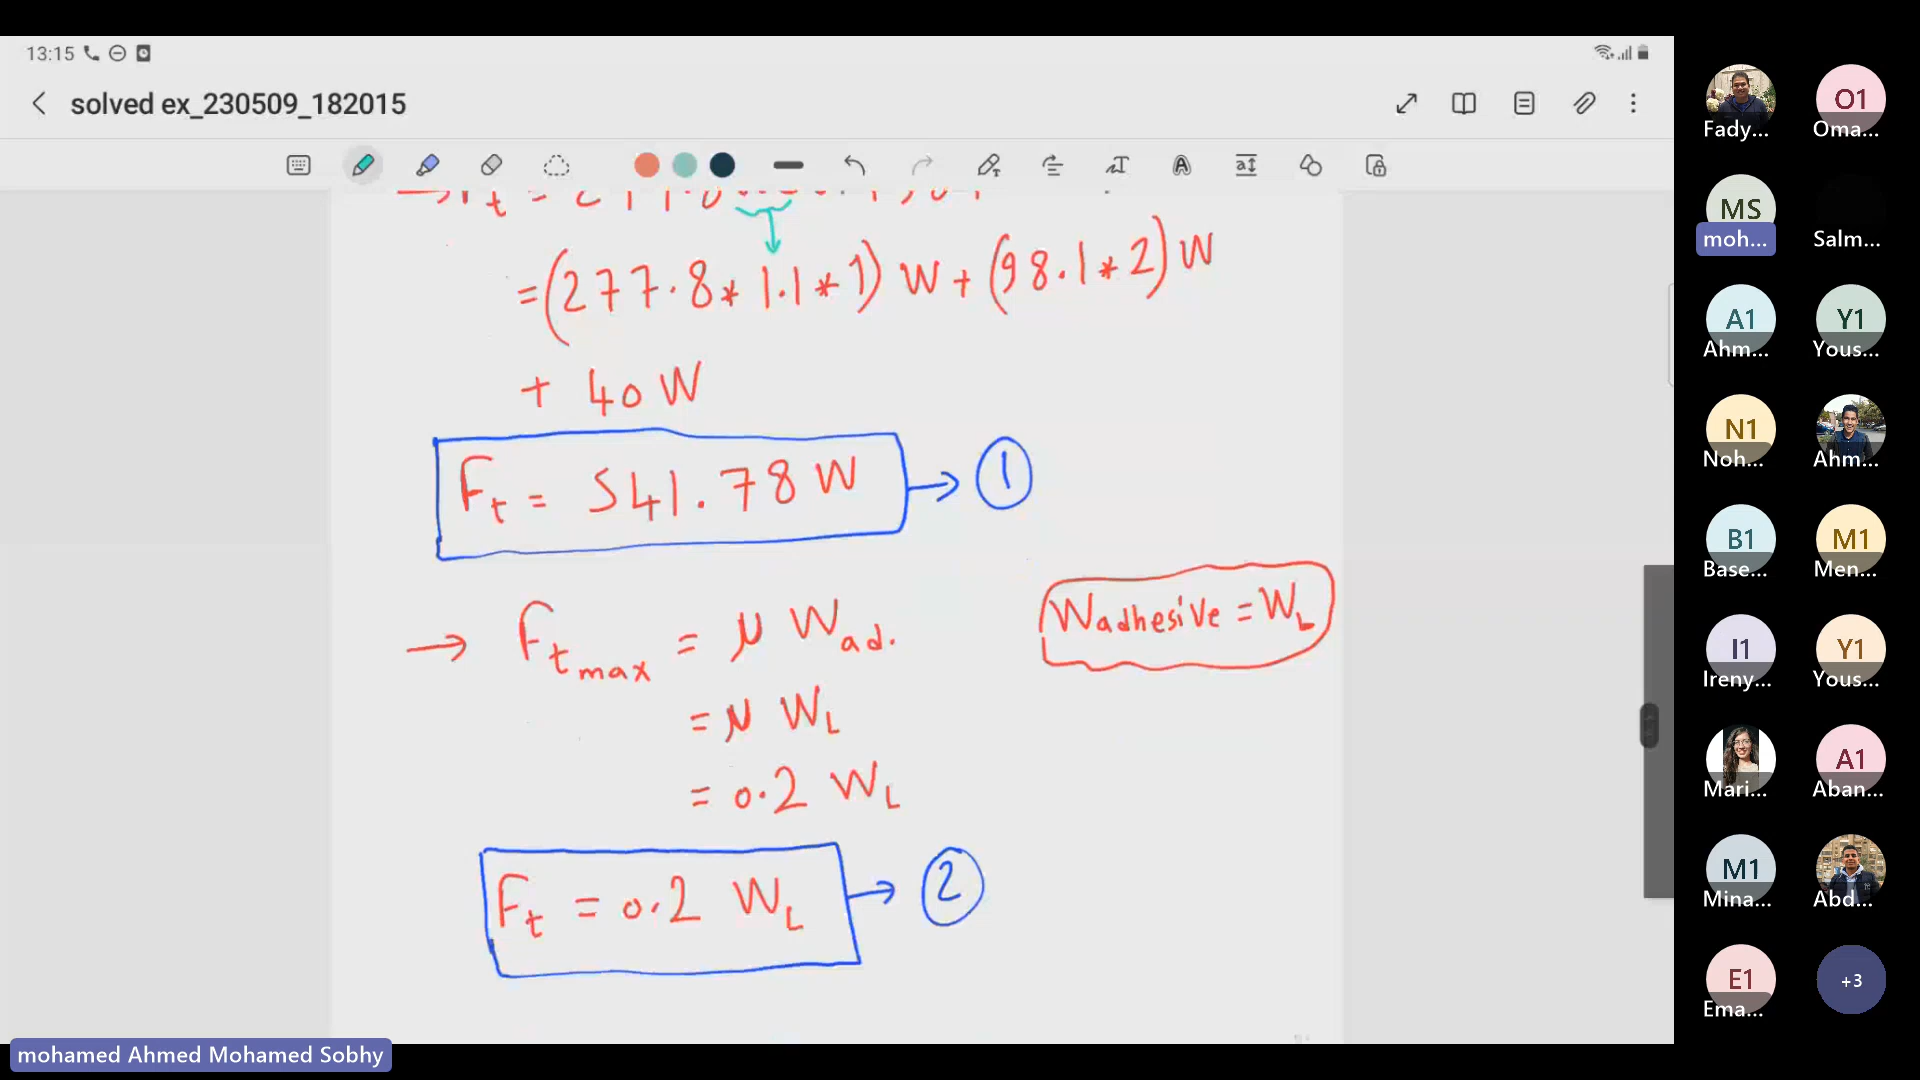 13:15
solved ex_230509_182015
= (277.8 * 1.1 * 1) W + (98.1 * 2) W
+ 40 W
Ft = 541.78 W → 1
→ Ft max = μ Wad.
Wadhesive = WL
= μ WL
= 0.2 WL
Ft = 0.2 WL → 2
Fady...
O1
Oma...
MS
moh...
Salm...
A1
Ahm...
Y1
Yous...
N1
Noh...
Ahm...
B1
Base...
M1
Men...
I1
Ireny...
Y1
Yous...
Mari...
A1
Aban...
M1
Mina...
Abd...
E1
Ema...
+3
mohamed Ahmed Mohamed Sobhy